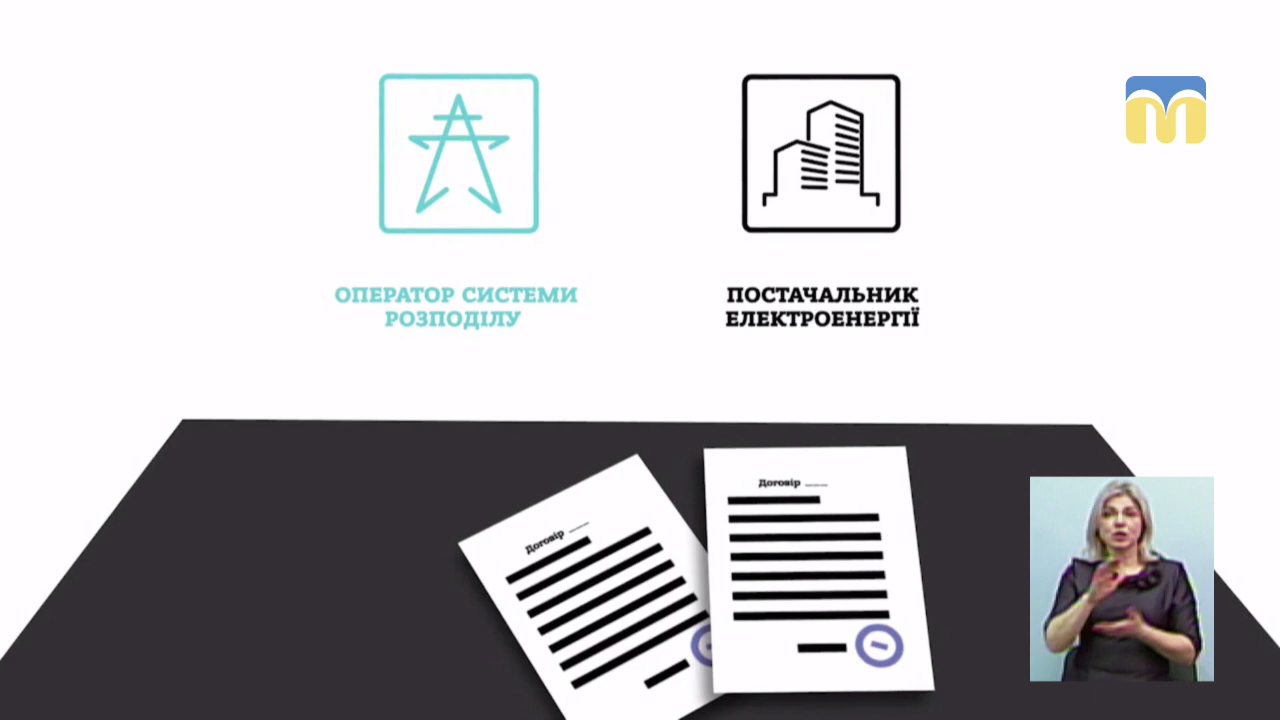 ОПЕРАТОР СИСТЕМИ
РОЗПОДІЛУ
ПОСТАЧАЛЬНИК
ЕЛЕКТРОЕНЕРГІЇ
Договір
Договір